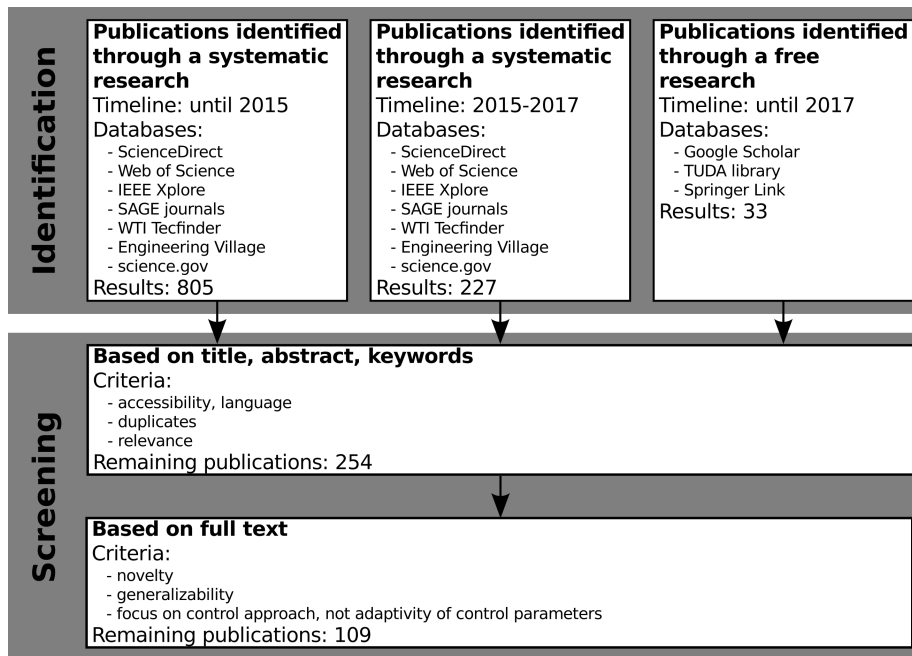 Identification
Publications identified
through a systematic
research
Timeline: until 2015
Databases:
- ScienceDirect
- Web of Science
- IEEE Xplore
- SAGE journals
- WTI Tecfinder
- Engineering Village
- science.gov
Results: 805
Publications identified
through a systematic
research
Timeline: 2015-2017
Databases:
- ScienceDirect
- Web of Science
- IEEE Xplore
- SAGE journals
- WTI Tecfinder
- Engineering Village
- science.gov
Results: 227
Publications identified
through a free
research
Timeline: until 2017
Databases:
- Google Scholar
- TUDA library
- Springer Link
Results: 33
Screening
Based on title, abstract, keywords
Criteria:
- accessibility, language
- duplicates
- relevance
Remaining publications: 254
Based on full text
Criteria:
- novelty
- generalizability
- focus on control approach, not adaptivity of control parameters
Remaining publications: 109